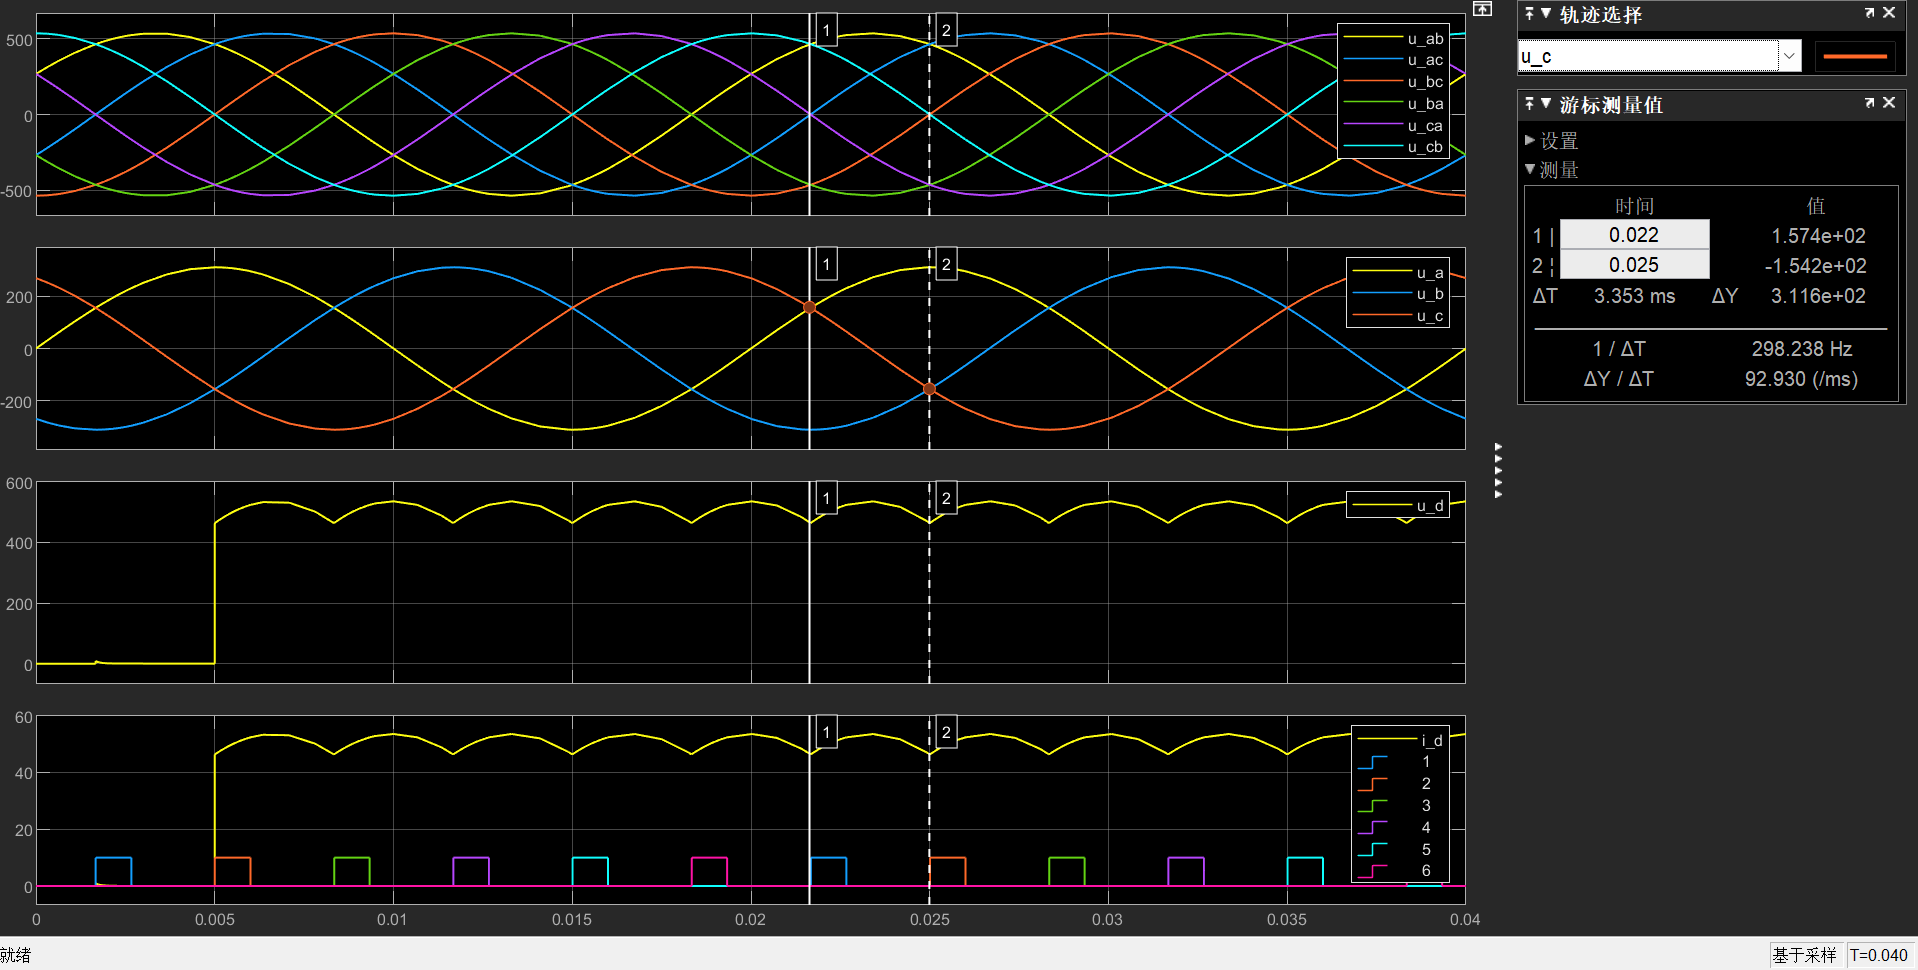 500
0
-500
1
2
u_ab
u_ac
u_bc
u_ba
u_ca
u_cb
200
0
-200
1
2
u_a
u_b
u_c
600
400
200
0
1
2
u_d
60
40
20
0
1
2
i_d
1
2
3
4
5
6
0
0.005
0.01
0.015
0.02
0.025
0.03
0.035
0.04
轨迹选择
u_c
游标测量值
设置
测量
时间 值
1 | 0.022 1.574e+02
2 ¦ 0.025 -1.542e+02
ΔT 3.353 ms ΔY 3.116e+02
1 / ΔT 298.238 Hz
ΔY / ΔT 92.930 (/ms)
就绪
基于采样 T=0.040